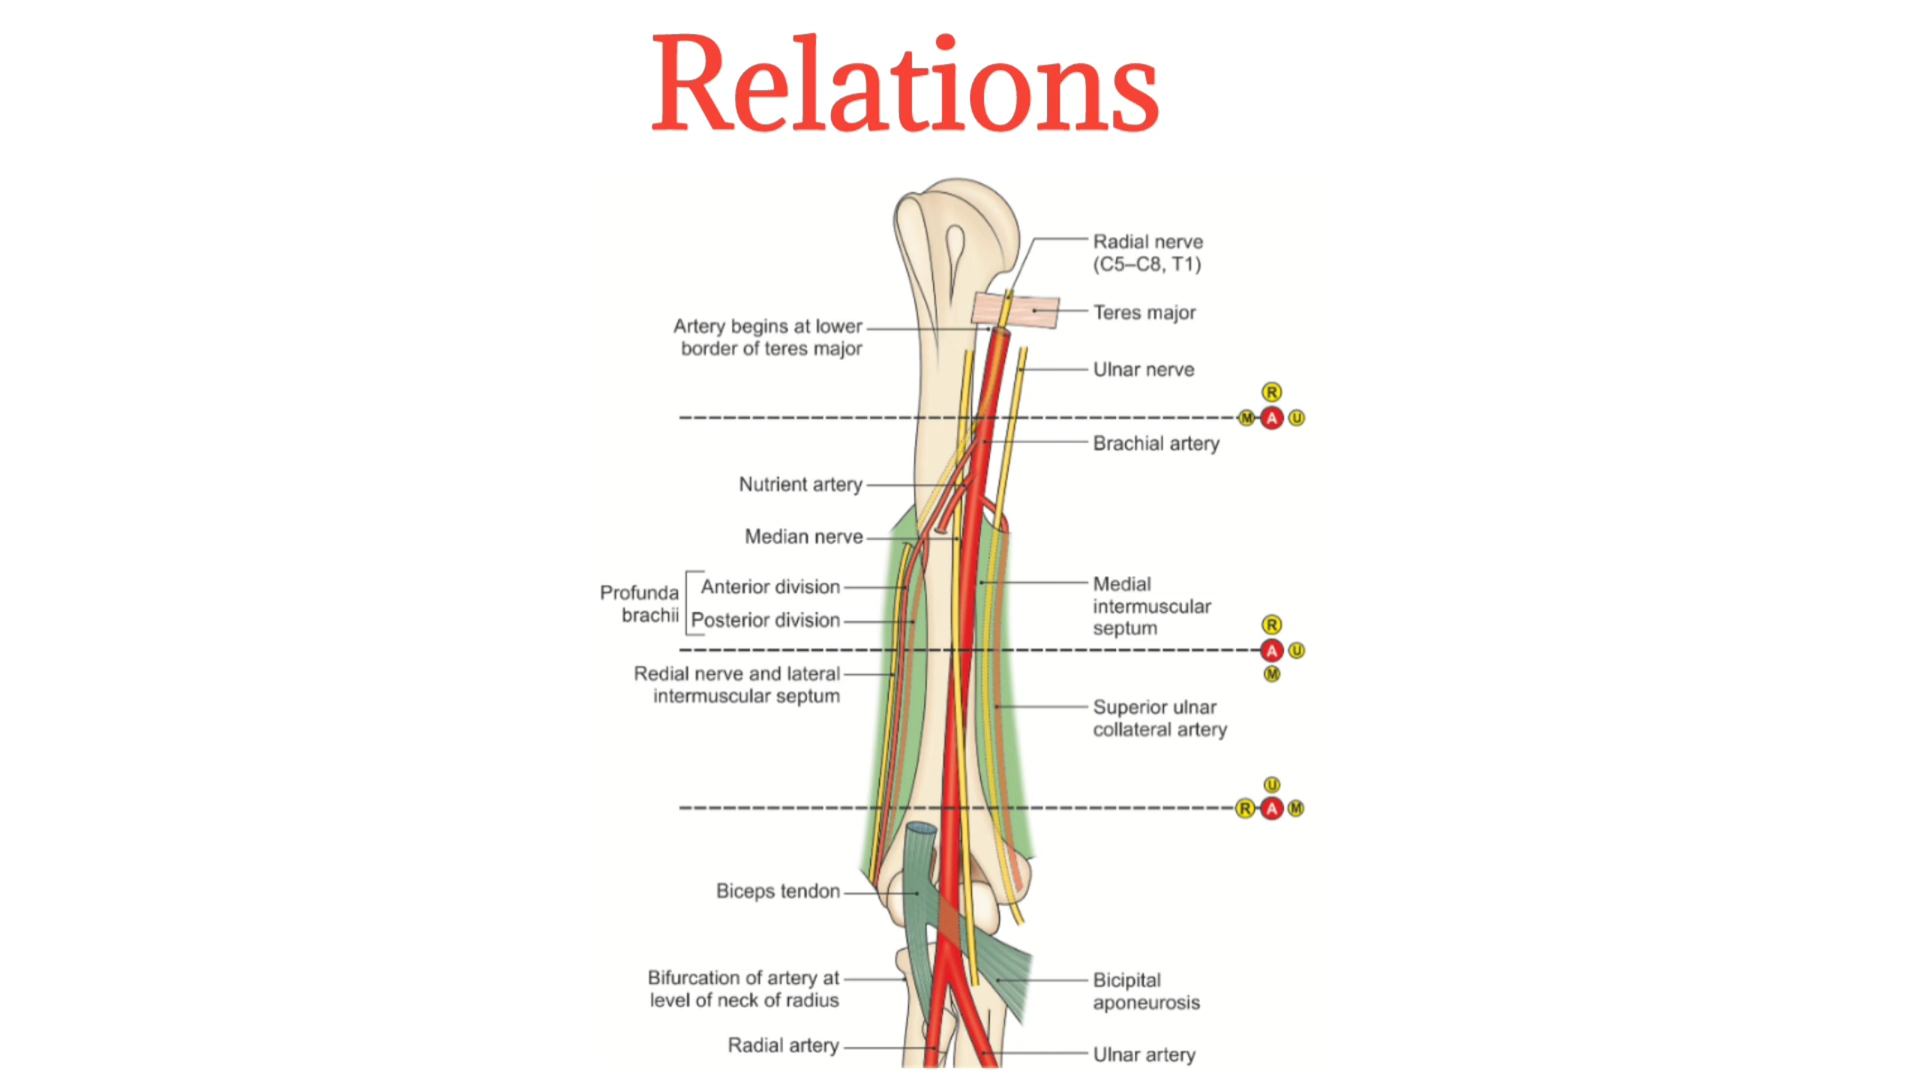 Relations
Radial nerve
(C5–C8, T1)
Teres major
Artery begins at lower
border of teres major
Ulnar nerve
R
M A U
Brachial artery
Nutrient artery
Median nerve
Profunda
brachii
Anterior division
Posterior division
Medial
intermuscular
septum
R
A U
M
Redial nerve and lateral
intermuscular septum
Superior ulnar
collateral artery
U
R A M
Biceps tendon
Bifurcation of artery at
level of neck of radius
Bicipital
aponeurosis
Radial artery
Ulnar artery